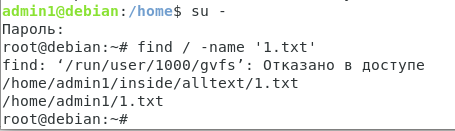 admin1@debian:/home$ su -
Пароль:
root@debian:~# find / -name '1.txt'
find: ‘/run/user/1000/gvfs’: Отказано в доступе
/home/admin1/inside/alltext/1.txt
/home/admin1/1.txt
root@debian:~#